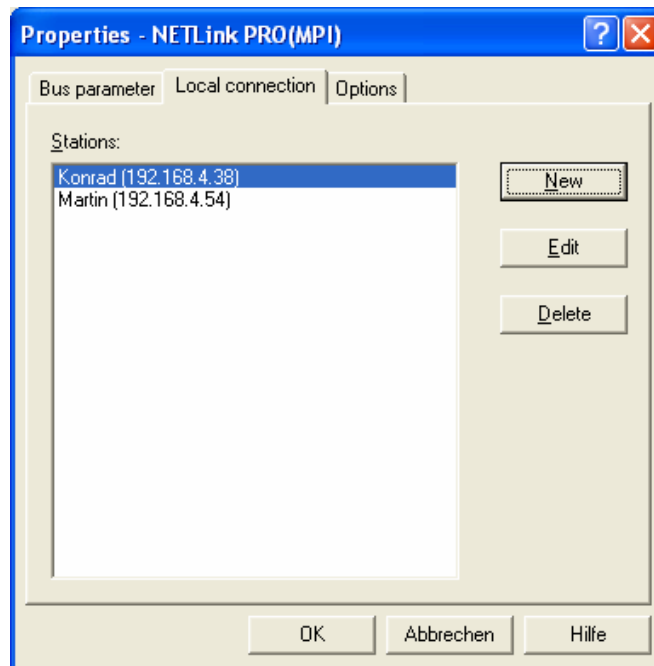 Properties - NETLink PRO(MPI)
Bus parameter Local connection Options
Stations:
Konrad (192.168.4.38)
Martin (192.168.4.54)
New
Edit
Delete
OK Abbrechen Hilfe